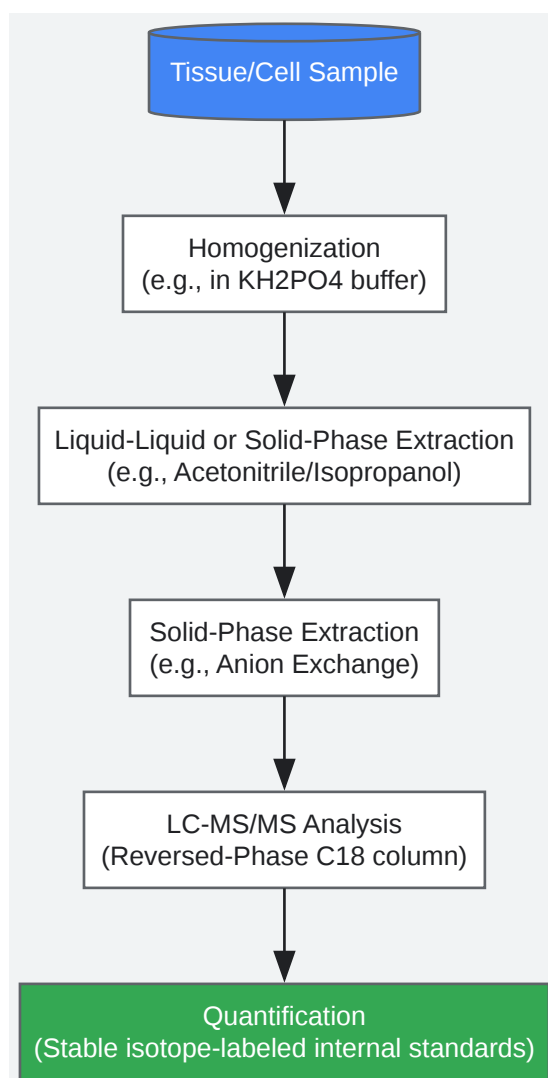 Tissue/Cell Sample
Homogenization
(e.g., in KH2PO4 buffer)
Liquid-Liquid or Solid-Phase Extraction
(e.g., Acetonitrile/Isopropanol)
Solid-Phase Extraction
(e.g., Anion Exchange)
LC-MS/MS Analysis
(Reversed-Phase C18 column)
Quantification
(Stable isotope-labeled internal standards)